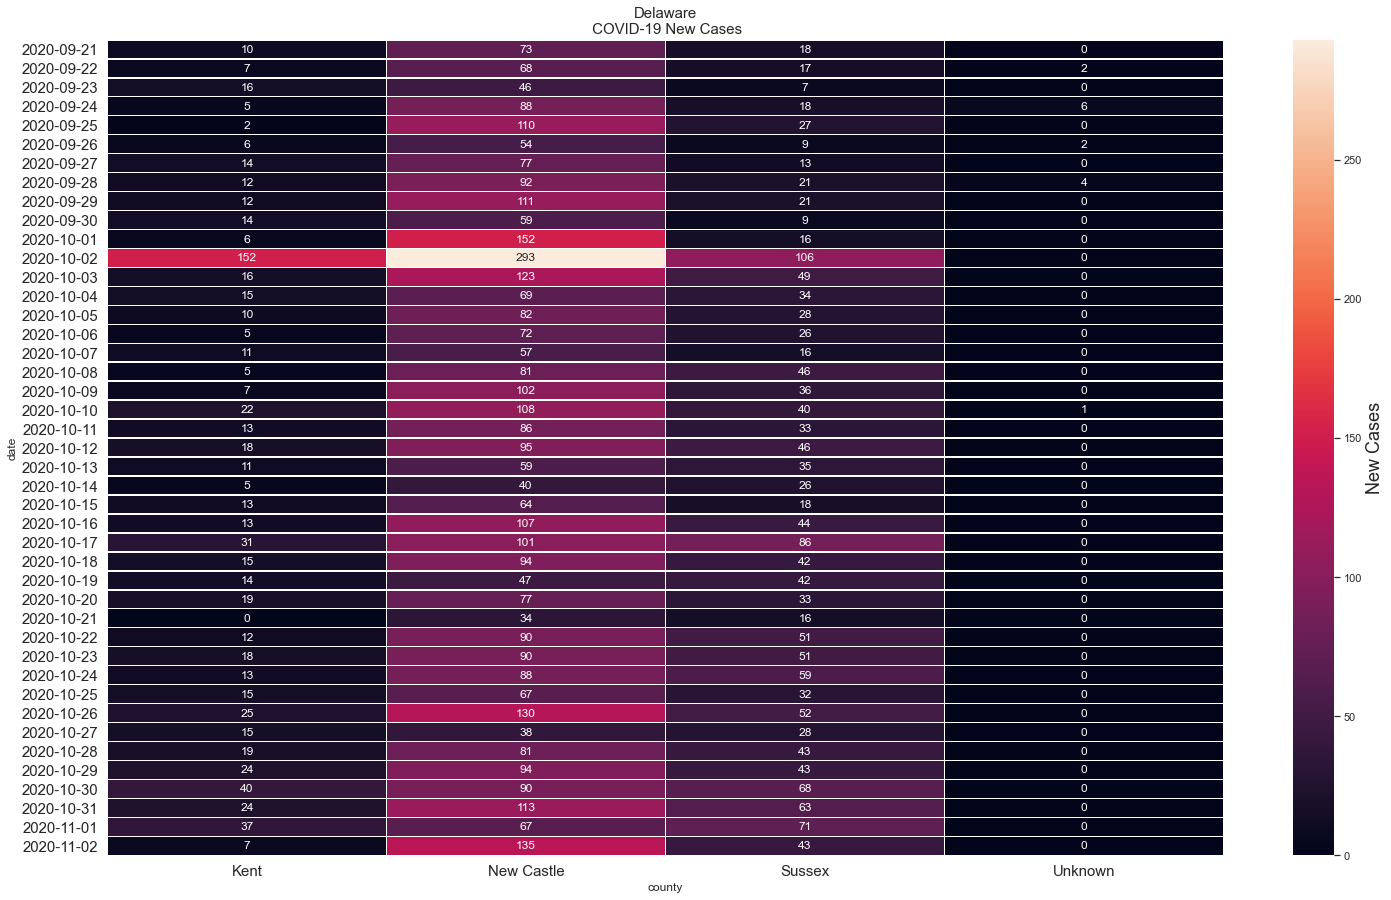 Delaware
COVID-19 New Cases
2020-09-21 10 73 18 0
2020-09-22 7 68 17 2
2020-09-23 16 46 7 0
2020-09-24 5 88 18 6
2020-09-25 2 110 27 0
2020-09-26 6 54 9 2
2020-09-27 14 77 13 0
2020-09-28 12 92 21 4
2020-09-29 12 111 21 0
2020-09-30 14 59 9 0
2020-10-01 6 152 16 0
2020-10-02 152 293 106 0
2020-10-03 16 123 49 0
2020-10-04 15 69 34 0
2020-10-05 10 82 28 0
2020-10-06 5 72 26 0
2020-10-07 11 57 16 0
2020-10-08 5 81 46 0
2020-10-09 7 102 36 0
2020-10-10 22 108 40 1
2020-10-11 13 86 33 0
2020-10-12 18 95 46 0
2020-10-13 11 59 35 0
2020-10-14 5 40 26 0
2020-10-15 13 64 18 0
2020-10-16 13 107 44 0
2020-10-17 31 101 86 0
2020-10-18 15 94 42 0
2020-10-19 14 47 42 0
2020-10-20 19 77 33 0
2020-10-21 0 34 16 0
2020-10-22 12 90 51 0
2020-10-23 18 90 51 0
2020-10-24 13 88 59 0
2020-10-25 15 67 32 0
2020-10-26 25 130 52 0
2020-10-27 15 38 28 0
2020-10-28 19 81 43 0
2020-10-29 24 94 43 0
2020-10-30 40 90 68 0
2020-10-31 24 113 63 0
2020-11-01 37 67 71 0
2020-11-02 7 135 43 0
Kent New Castle Sussex Unknown
county
date
250
200
150
100
50
0
New Cases